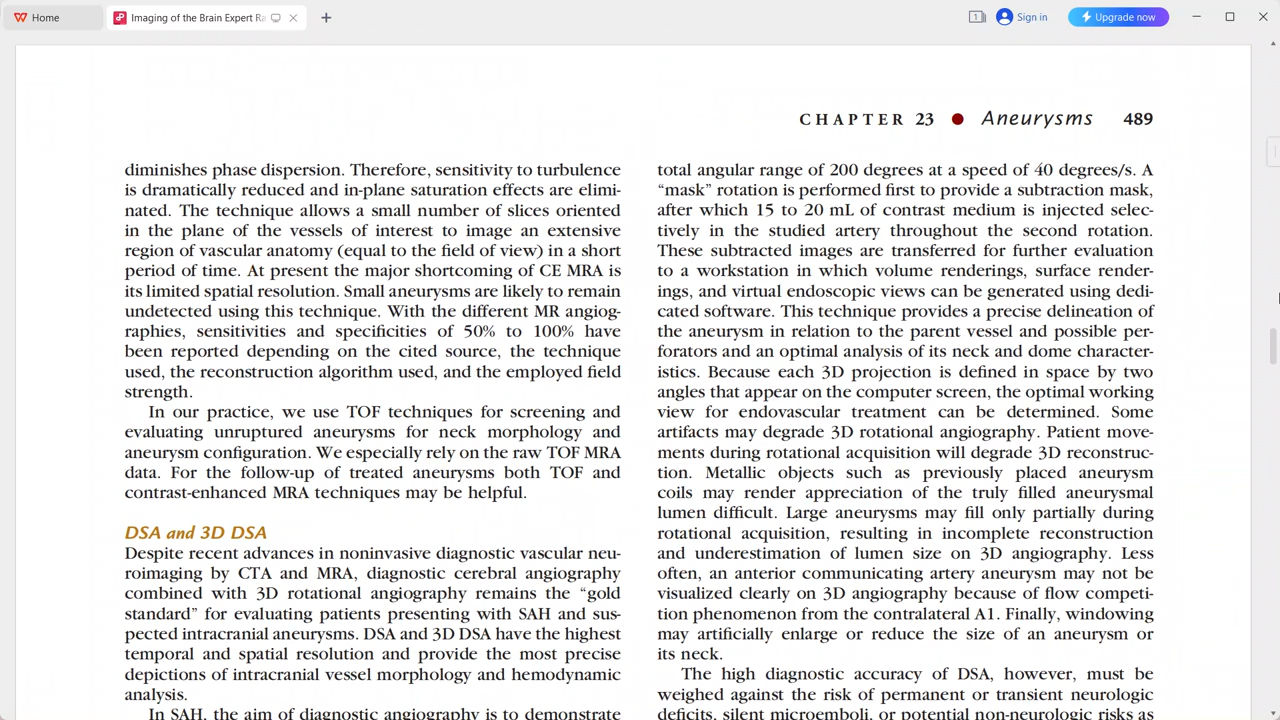 Home
Imaging of the Brain Expert Ra
1
Sign in
Upgrade now
CHAPTER 23 ● Aneurysms 489
diminishes phase dispersion. Therefore, sensitivity to turbulence
is dramatically reduced and in-plane saturation effects are elimi-
nated. The technique allows a small number of slices oriented
in the plane of the vessels of interest to image an extensive
region of vascular anatomy (equal to the field of view) in a short
period of time. At present the major shortcoming of CE MRA is
its limited spatial resolution. Small aneurysms are likely to remain
undetected using this technique. With the different MR angiog-
raphies, sensitivities and specificities of 50% to 100% have
been reported depending on the cited source, the technique
used, the reconstruction algorithm used, and the employed field
strength.
In our practice, we use TOF techniques for screening and
evaluating unruptured aneurysms for neck morphology and
aneurysm configuration. We especially rely on the raw TOF MRA
data. For the follow-up of treated aneurysms both TOF and
contrast-enhanced MRA techniques may be helpful.
DSA and 3D DSA
Despite recent advances in noninvasive diagnostic vascular neu-
roimaging by CTA and MRA, diagnostic cerebral angiography
combined with 3D rotational angiography remains the “gold
standard” for evaluating patients presenting with SAH and sus-
pected intracranial aneurysms. DSA and 3D DSA have the highest
temporal and spatial resolution and provide the most precise
depictions of intracranial vessel morphology and hemodynamic
analysis.
In SAH, the aim of diagnostic angiography is to demonstrate
total angular range of 200 degrees at a speed of 40 degrees/s. A
“mask” rotation is performed first to provide a subtraction mask,
after which 15 to 20 mL of contrast medium is injected selec-
tively in the studied artery throughout the second rotation.
These subtracted images are transferred for further evaluation
to a workstation in which volume renderings, surface render-
ings, and virtual endoscopic views can be generated using dedi-
cated software. This technique provides a precise delineation of
the aneurysm in relation to the parent vessel and possible per-
forators and an optimal analysis of its neck and dome character-
istics. Because each 3D projection is defined in space by two
angles that appear on the computer screen, the optimal working
view for endovascular treatment can be determined. Some
artifacts may degrade 3D rotational angiography. Patient move-
ments during rotational acquisition will degrade 3D reconstruc-
tion. Metallic objects such as previously placed aneurysm
coils may render appreciation of the truly filled aneurysmal
lumen difficult. Large aneurysms may fill only partially during
rotational acquisition, resulting in incomplete reconstruction
and underestimation of lumen size on 3D angiography. Less
often, an anterior communicating artery aneurysm may not be
visualized clearly on 3D angiography because of flow competi-
tion phenomenon from the contralateral A1. Finally, windowing
may artificially enlarge or reduce the size of an aneurysm or
its neck.
The high diagnostic accuracy of DSA, however, must be
weighed against the risk of permanent or transient neurologic
deficits, silent microemboli, or potential non-neurologic risks as